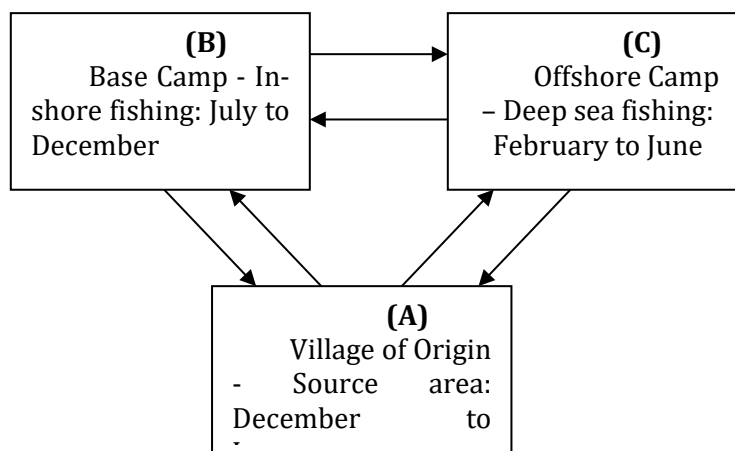 (B)
Base Camp - In-
shore fishing: July to
December
(C)
Offshore Camp
– Deep sea fishing:
February to June
(A)
Village of Origin
- Source area:
December to